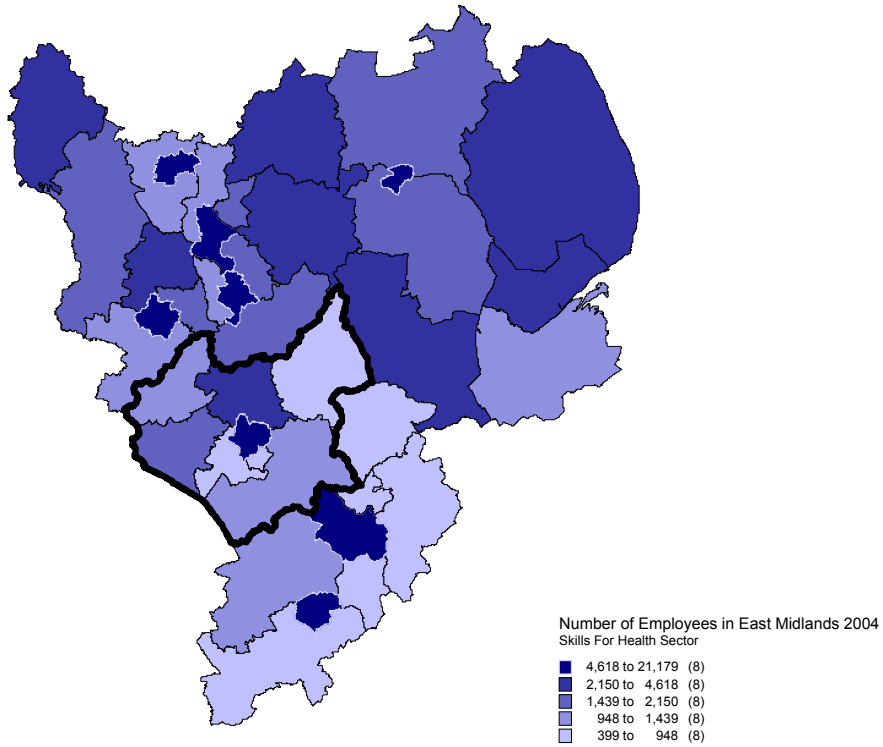 Number of Employees in East Midlands 2004
Skills For Health Sector
4,618 to 21,179 (8)
2,150 to 4,618 (8)
1,439 to 2,150 (8)
948 to 1,439 (8)
399 to 948 (8)